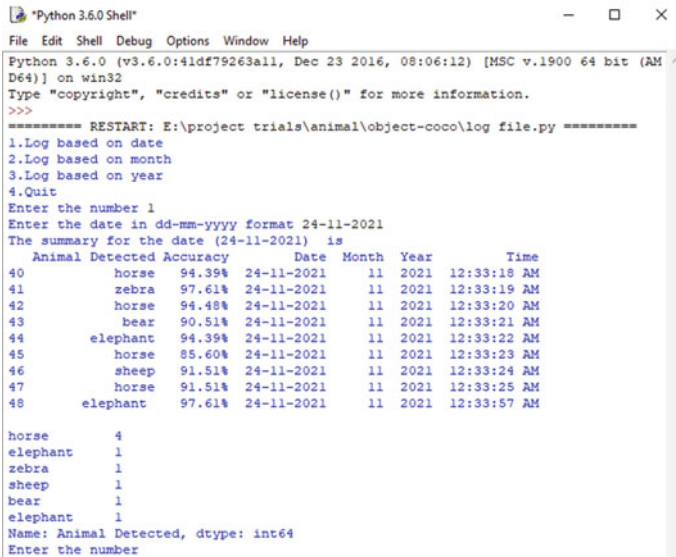 *Python 3.6.0 Shell*
File Edit Shell Debug Options Window Help
Python 3.6.0 (v3.6.0:41df79263a11, Dec 23 2016, 08:06:12) [MSC v.1900 64 bit (AM
D64)] on win32
Type "copyright", "credits" or "license()" for more information.
>>>
========= RESTART: E:\project trials\animal\object-coco\log file.py =========
1.Log based on date
2.Log based on month
3.Log based on year
4.Quit
Enter the number 1
Enter the date in dd-mm-yyyy format 24-11-2021
The summary for the date (24-11-2021)  is
   Animal Detected Accuracy        Date  Month  Year         Time
40           horse   94.39%  24-11-2021     11  2021  12:33:18 AM
41           zebra   97.61%  24-11-2021     11  2021  12:33:19 AM
42           horse   94.48%  24-11-2021     11  2021  12:33:20 AM
43            bear   90.51%  24-11-2021     11  2021  12:33:21 AM
44        elephant   94.39%  24-11-2021     11  2021  12:33:22 AM
45           horse   85.60%  24-11-2021     11  2021  12:33:23 AM
46           sheep   91.51%  24-11-2021     11  2021  12:33:24 AM
47           horse   91.51%  24-11-2021     11  2021  12:33:25 AM
48       elephant    97.61%  24-11-2021     11  2021  12:33:57 AM
horse        4
elephant     1
zebra        1
sheep        1
bear         1
elephant     1
Name: Animal Detected, dtype: int64
Enter the number